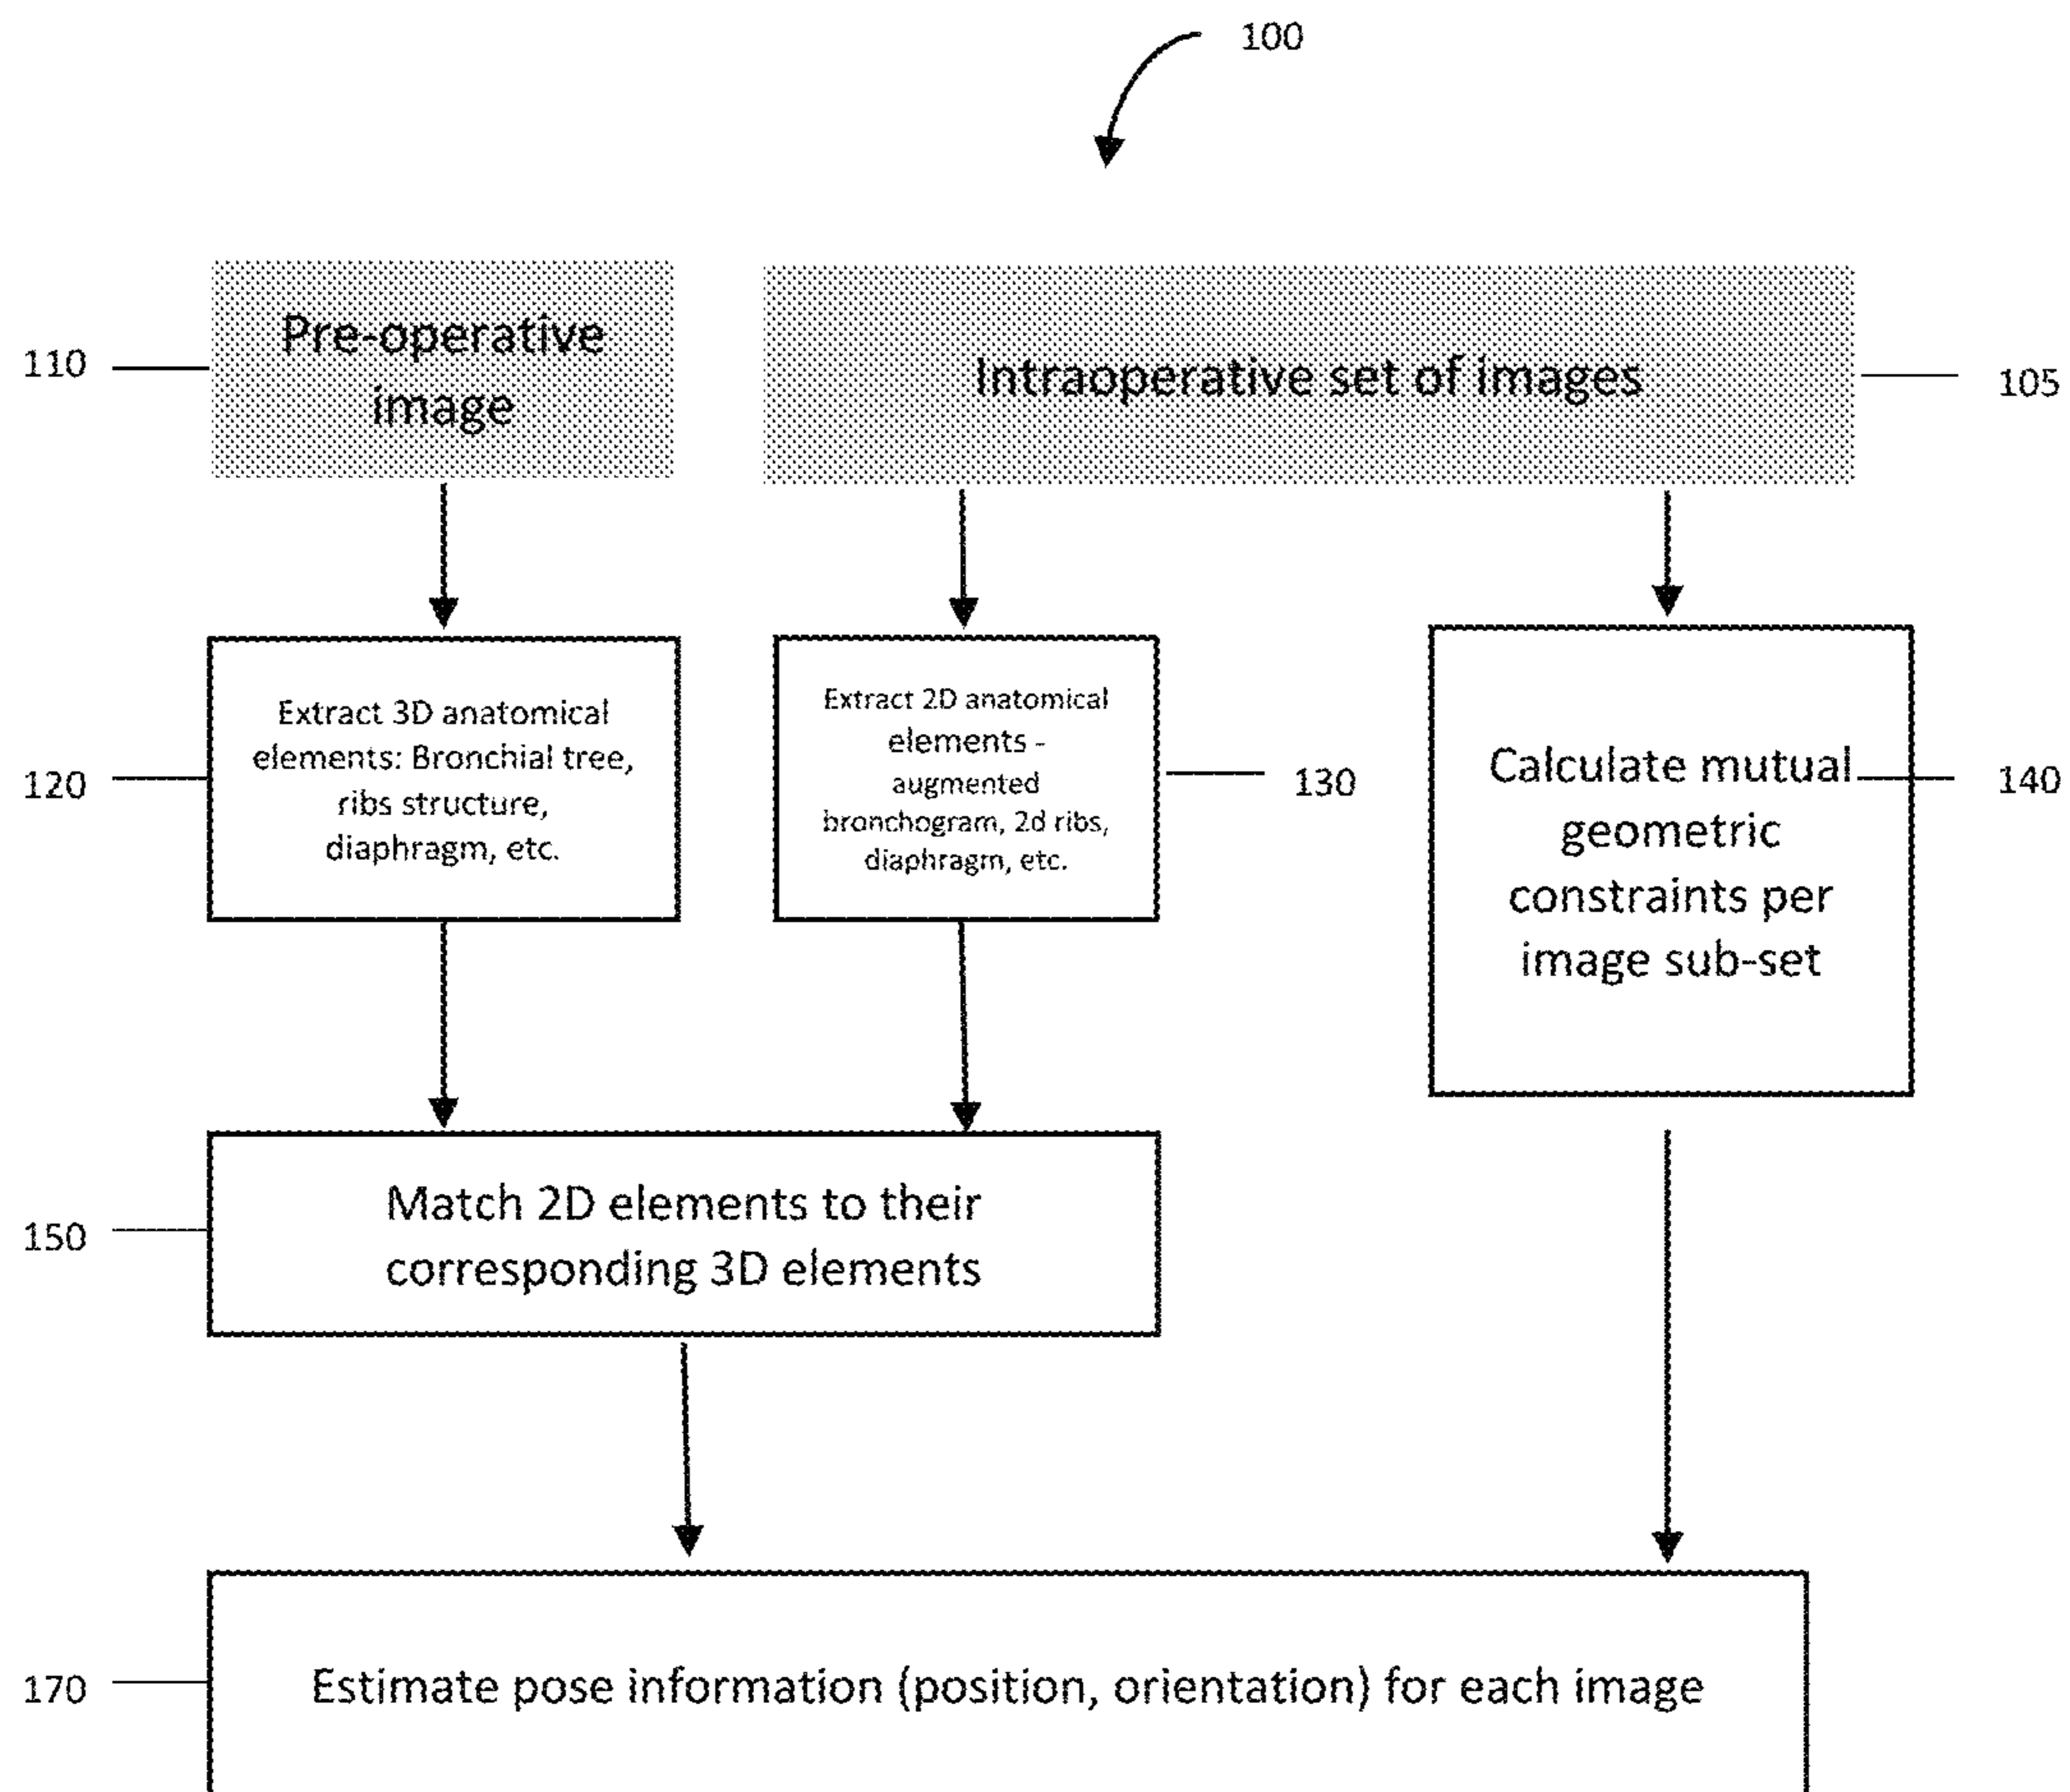 100
Pre-operative
image
110
Intraoperative set of images
105
Extract 3D anatomical
elements: Bronchial tree,
ribs structure,
diaphragm, etc.
120
Extract 2D anatomical
elements -
augmented
bronchogram, 2d ribs,
diaphragm, etc.
130
Calculate mutual
geometric
constraints per
image sub-set
140
Match 2D elements to their
corresponding 3D elements
150
Estimate pose information (position, orientation) for each image
170